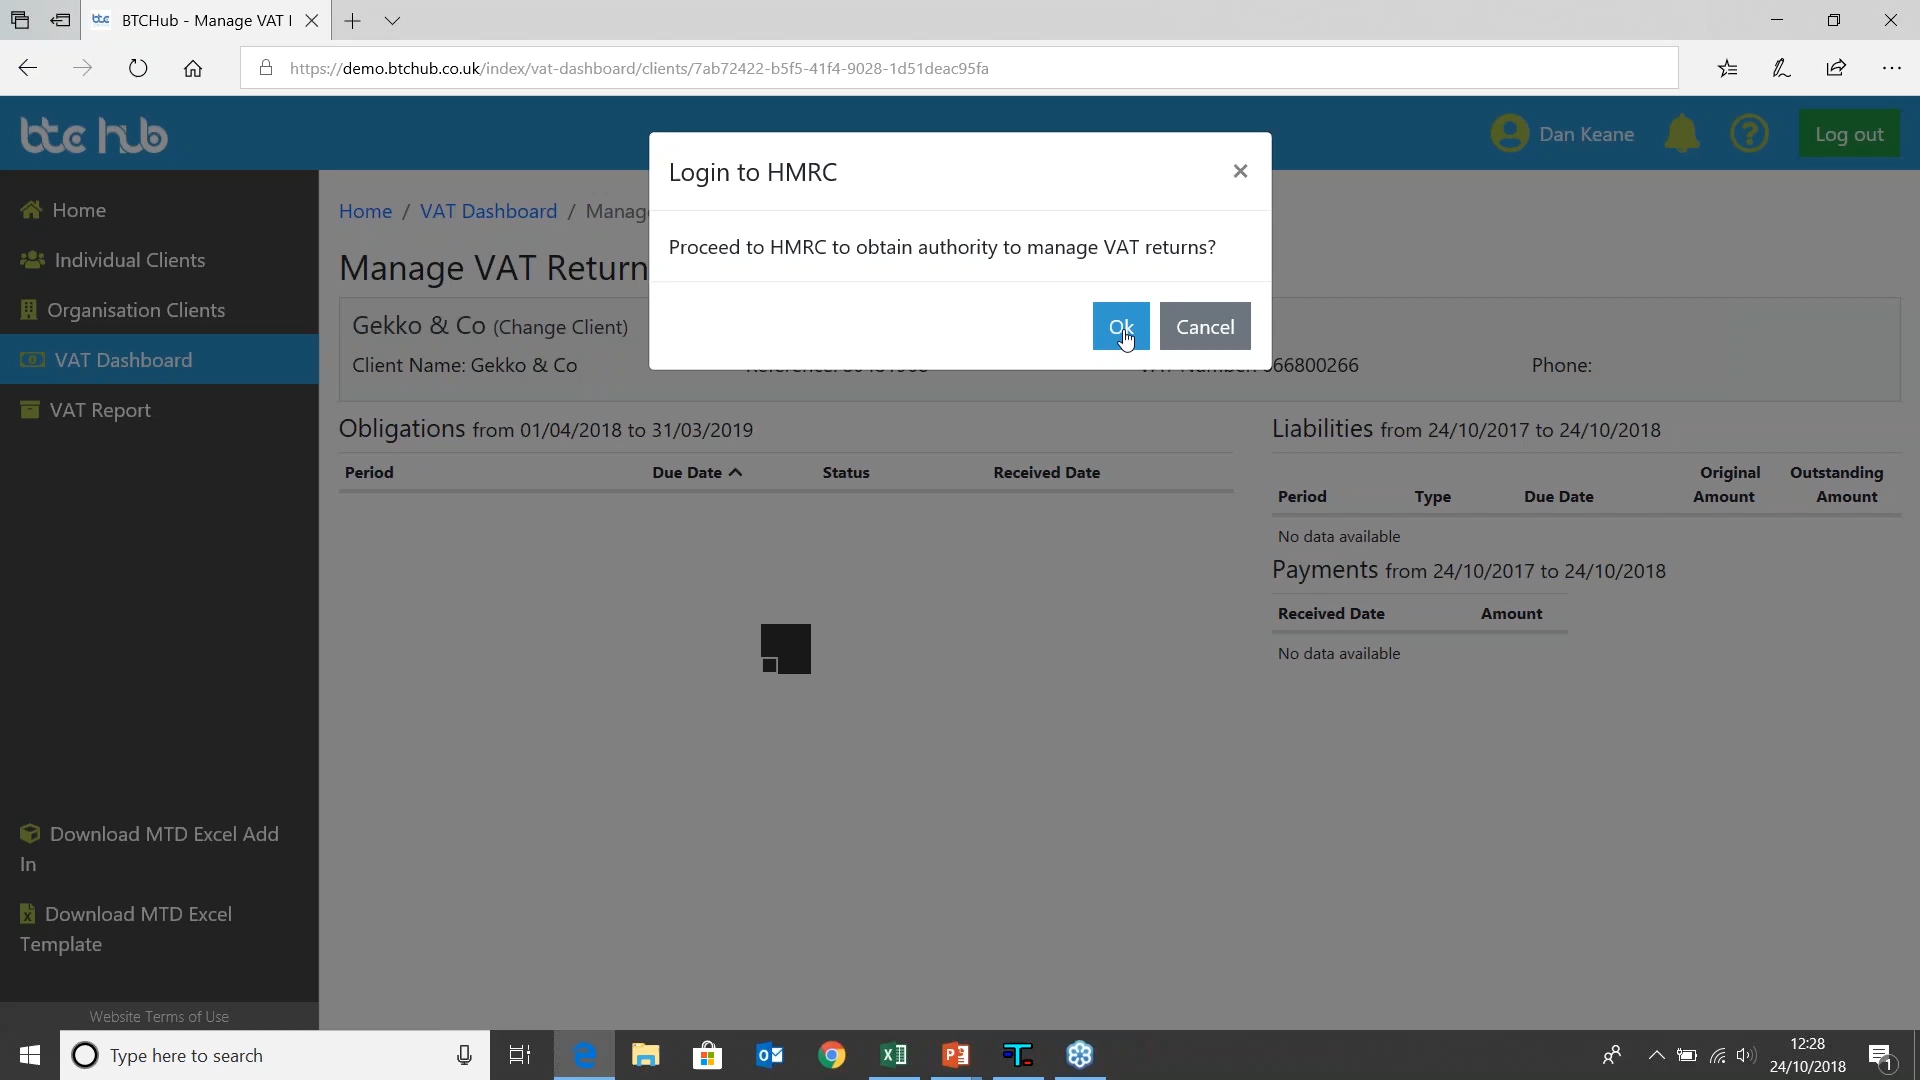 BTCHub - Manage VAT I
https://demo.btchub.co.uk/index/vat-dashboard/clients/7ab72422-b5f5-41f4-9028-1d51deac95fa
btc hub
Dan Keane
Log out
Home
Individual Clients
Organisation Clients
VAT Dashboard
VAT Report
Download MTD Excel Add
In
Download MTD Excel
Template
Website Terms of Use
Home / VAT Dashboard / Manag
Manage VAT Return
Login to HMRC
Proceed to HMRC to obtain authority to manage VAT returns?
Ok
Cancel
Gekko & Co (Change Client)
Client Name: Gekko & Co
VAT Number: 666800266
Phone:
Obligations from 01/04/2018 to 31/03/2019
Period Due Date Status Received Date
Liabilities from 24/10/2017 to 24/10/2018
Period Type Due Date Original Amount Outstanding Amount
No data available
Payments from 24/10/2017 to 24/10/2018
Received Date Amount
No data available
Type here to search
12:28
24/10/2018
1